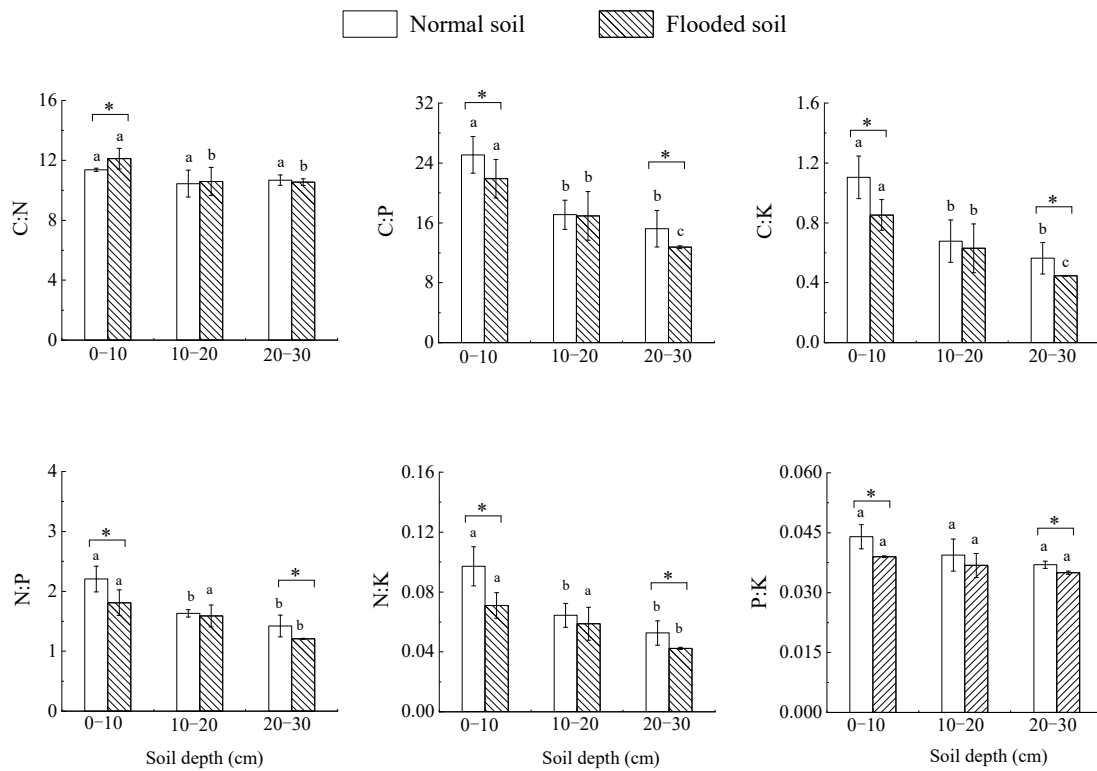 Normal soil Flooded soil
16
12
8
4
0
C:N
*
a a
a b
a b
0−10 10−20 20−30
32
24
16
8
0
C:P
*
a a
b b
*
b c
0−10 10−20 20−30
1.6
1.2
0.8
0.4
0.0
C:K
*
a a
b b
*
b c
0−10 10−20 20−30
4
3
2
1
0
N:P
*
a a
b a
*
b b
0−10 10−20 20−30
Soil depth (cm)
0.16
0.12
0.08
0.04
0.00
N:K
*
a a
b a
*
b b
0−10 10−20 20−30
Soil depth (cm)
0.060
0.045
0.030
0.015
0.000
P:K
*
a a
a a
*
a a
0−10 10−20 20−30
Soil depth (cm)